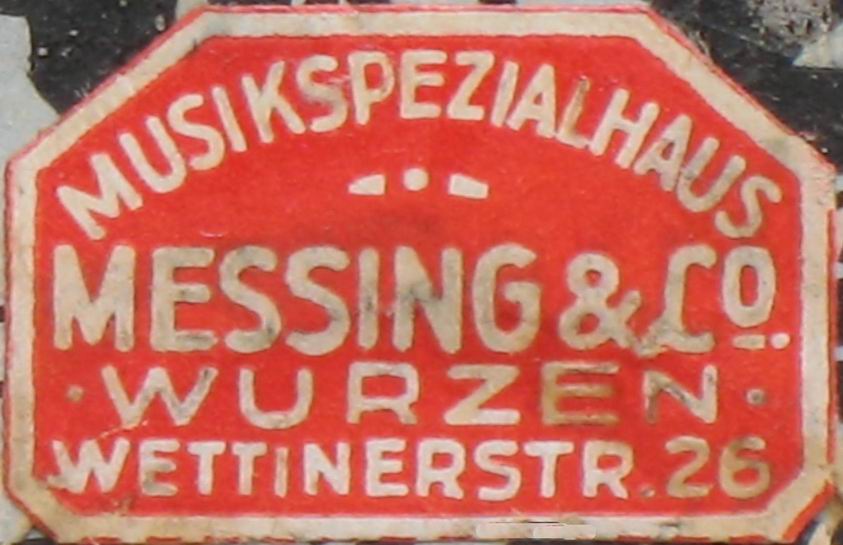 MUSIKSPEZIALHAUS
MESSING & Co.
· WURZEN ·
WETTINERSTR. 26